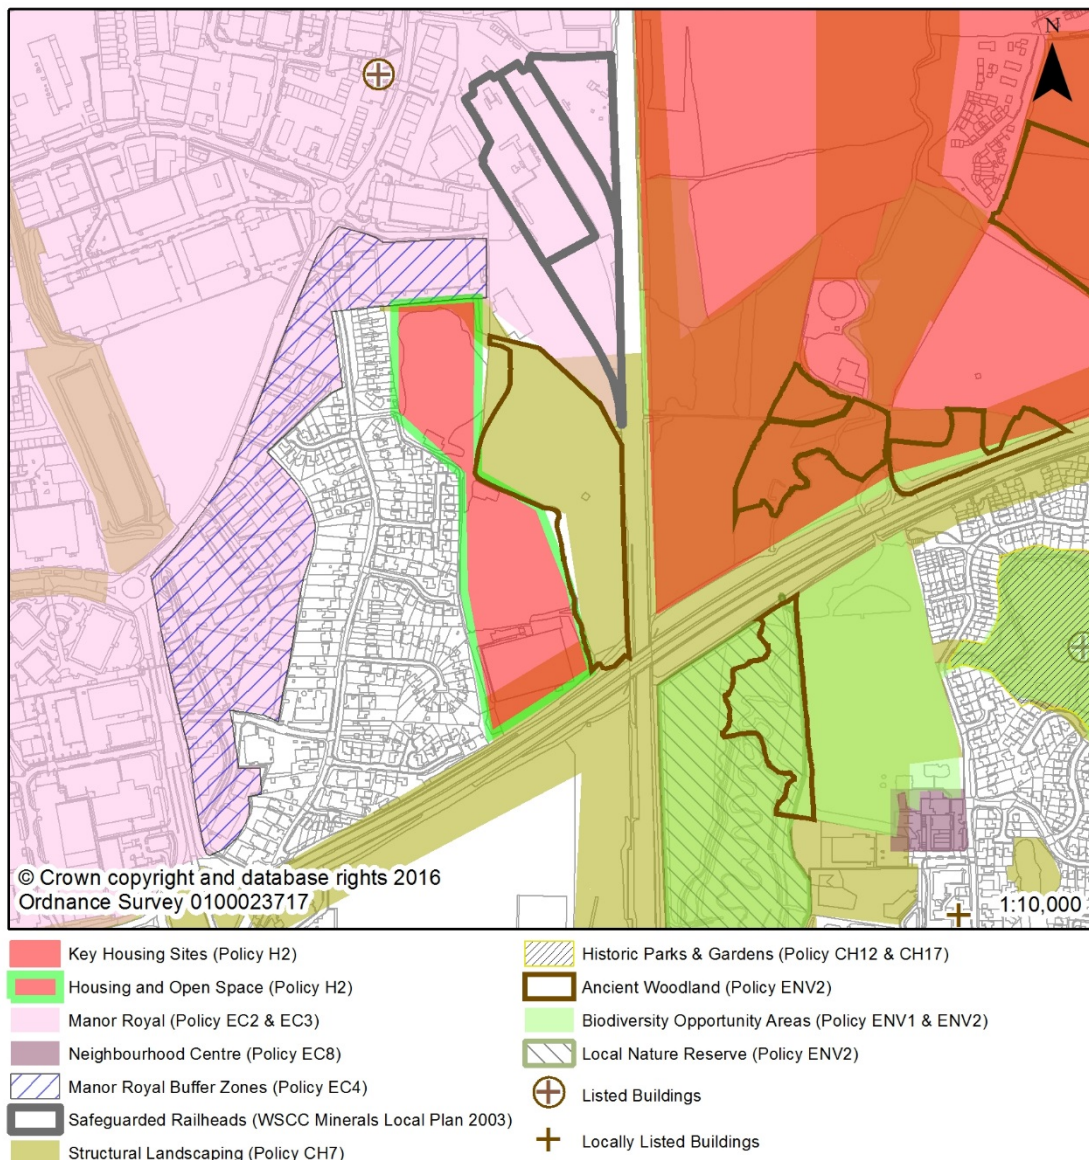 N
© Crown copyright and database rights 2016
Ordnance Survey 0100023717
1:10,000
Key Housing Sites (Policy H2)
Housing and Open Space (Policy H2)
Manor Royal (Policy EC2 & EC3)
Neighbourhood Centre (Policy EC8)
Manor Royal Buffer Zones (Policy EC4)
Safeguarded Railheads (WSCC Minerals Local Plan 2003)
Structural Landscaping (Policy CH7)
Historic Parks & Gardens (Policy CH12 & CH17)
Ancient Woodland (Policy ENV2)
Biodiversity Opportunity Areas (Policy ENV1 & ENV2)
Local Nature Reserve (Policy ENV2)
Listed Buildings
Locally Listed Buildings